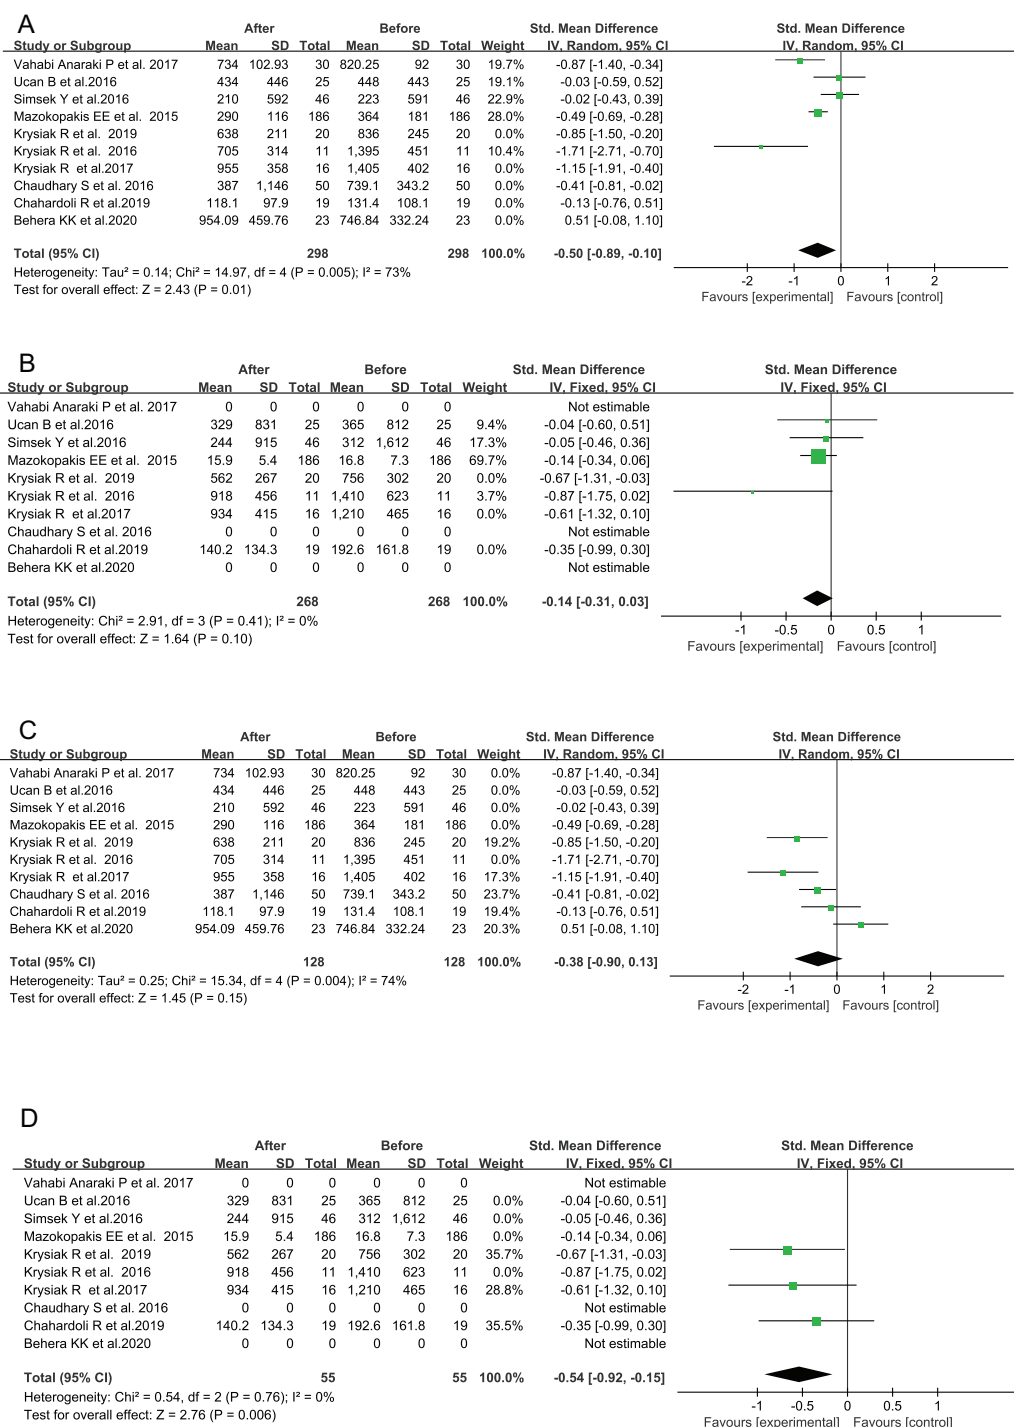 A
After Before Std. Mean Difference Std. Mean Difference
Study or Subgroup Mean SD Total Mean SD Total Weight IV, Random, 95% CI IV, Random, 95% CI
Vahabi Anaraki P et al. 2017 734 102.93 30 820.25 92 30 19.7% -0.87 [-1.40, -0.34]
Ucan B et al.2016 434 446 25 448 443 25 19.1% -0.03 [-0.59, 0.52]
Simsek Y et al.2016 210 592 46 223 591 46 22.9% -0.02 [-0.43, 0.39]
Mazokopakis EE et al. 2015 290 116 186 364 181 186 28.0% -0.49 [-0.69, -0.28]
Krysiak R et al. 2019 638 211 20 836 245 20 0.0% -0.85 [-1.50, -0.20]
Krysiak R et al. 2016 705 314 11 1,395 451 11 10.4% -1.71 [-2.71, -0.70]
Krysiak R et al.2017 955 358 16 1,405 402 16 0.0% -1.15 [-1.91, -0.40]
Chaudhary S et al. 2016 387 1,146 50 739.1 343.2 50 0.0% -0.41 [-0.81, -0.02]
Chahardoli R et al.2019 118.1 97.9 19 131.4 108.1 19 0.0% -0.13 [-0.76, 0.51]
Behera KK et al.2020 954.09 459.76 23 746.84 332.24 23 0.0% 0.51 [-0.08, 1.10]
Total (95% CI) 298 298 100.0% -0.50 [-0.89, -0.10]
Heterogeneity: Tau² = 0.14; Chi² = 14.97, df = 4 (P = 0.005); I² = 73%
Test for overall effect: Z = 2.43 (P = 0.01)
-2 -1 0 1 2
Favours [experimental] Favours [control]
B
After Before Std. Mean Difference Std. Mean Difference
Study or Subgroup Mean SD Total Mean SD Total Weight IV, Fixed, 95% CI IV, Fixed, 95% CI
Vahabi Anaraki P et al. 2017 0 0 0 0 0 0 Not estimable
Ucan B et al.2016 329 831 25 365 812 25 9.4% -0.04 [-0.60, 0.51]
Simsek Y et al.2016 244 915 46 312 1,612 46 17.3% -0.05 [-0.46, 0.36]
Mazokopakis EE et al. 2015 15.9 5.4 186 16.8 7.3 186 69.7% -0.14 [-0.34, 0.06]
Krysiak R et al. 2019 562 267 20 756 302 20 0.0% -0.67 [-1.31, -0.03]
Krysiak R et al. 2016 918 456 11 1,410 623 11 3.7% -0.87 [-1.75, 0.02]
Krysiak R et al.2017 934 415 16 1,210 465 16 0.0% -0.61 [-1.32, 0.10]
Chaudhary S et al. 2016 0 0 0 0 0 0 Not estimable
Chahardoli R et al.2019 140.2 134.3 19 192.6 161.8 19 0.0% -0.35 [-0.99, 0.30]
Behera KK et al.2020 0 0 0 0 0 0 Not estimable
Total (95% CI) 268 268 100.0% -0.14 [-0.31, 0.03]
Heterogeneity: Chi² = 2.91, df = 3 (P = 0.41); I² = 0%
Test for overall effect: Z = 1.64 (P = 0.10)
-1 -0.5 0 0.5 1
Favours [experimental] Favours [control]
C
After Before Std. Mean Difference Std. Mean Difference
Study or Subgroup Mean SD Total Mean SD Total Weight IV, Random, 95% CI IV, Random, 95% CI
Vahabi Anaraki P et al. 2017 734 102.93 30 820.25 92 30 0.0% -0.87 [-1.40, -0.34]
Ucan B et al.2016 434 446 25 448 443 25 0.0% -0.03 [-0.59, 0.52]
Simsek Y et al.2016 210 592 46 223 591 46 0.0% -0.02 [-0.43, 0.39]
Mazokopakis EE et al. 2015 290 116 186 364 181 186 0.0% -0.49 [-0.69, -0.28]
Krysiak R et al. 2019 638 211 20 836 245 20 19.2% -0.85 [-1.50, -0.20]
Krysiak R et al. 2016 705 314 11 1,395 451 11 0.0% -1.71 [-2.71, -0.70]
Krysiak R et al.2017 955 358 16 1,405 402 16 17.3% -1.15 [-1.91, -0.40]
Chaudhary S et al. 2016 387 1,146 50 739.1 343.2 50 23.7% -0.41 [-0.81, -0.02]
Chahardoli R et al.2019 118.1 97.9 19 131.4 108.1 19 19.4% -0.13 [-0.76, 0.51]
Behera KK et al.2020 954.09 459.76 23 746.84 332.24 23 20.3% 0.51 [-0.08, 1.10]
Total (95% CI) 128 128 100.0% -0.38 [-0.90, 0.13]
Heterogeneity: Tau² = 0.25; Chi² = 15.34, df = 4 (P = 0.004); I² = 74%
Test for overall effect: Z = 1.45 (P = 0.15)
-2 -1 0 1 2
Favours [experimental] Favours [control]
D
After Before Std. Mean Difference Std. Mean Difference
Study or Subgroup Mean SD Total Mean SD Total Weight IV, Fixed, 95% CI IV, Fixed, 95% CI
Vahabi Anaraki P et al. 2017 0 0 0 0 0 0 Not estimable
Ucan B et al.2016 329 831 25 365 812 25 0.0% -0.04 [-0.60, 0.51]
Simsek Y et al.2016 244 915 46 312 1,612 46 0.0% -0.05 [-0.46, 0.36]
Mazokopakis EE et al. 2015 15.9 5.4 186 16.8 7.3 186 0.0% -0.14 [-0.34, 0.06]
Krysiak R et al. 2019 562 267 20 756 302 20 35.7% -0.67 [-1.31, -0.03]
Krysiak R et al. 2016 918 456 11 1,410 623 11 0.0% -0.87 [-1.75, 0.02]
Krysiak R et al.2017 934 415 16 1,210 465 16 28.8% -0.61 [-1.32, 0.10]
Chaudhary S et al. 2016 0 0 0 0 0 0 Not estimable
Chahardoli R et al.2019 140.2 134.3 19 192.6 161.8 19 35.5% -0.35 [-0.99, 0.30]
Behera KK et al.2020 0 0 0 0 0 0 Not estimable
Total (95% CI) 55 55 100.0% -0.54 [-0.92, -0.15]
Heterogeneity: Chi² = 0.54, df = 2 (P = 0.76); I² = 0%
Test for overall effect: Z = 2.76 (P = 0.006)
-1 -0.5 0 0.5 1
Favours [experimental] Favours [control]